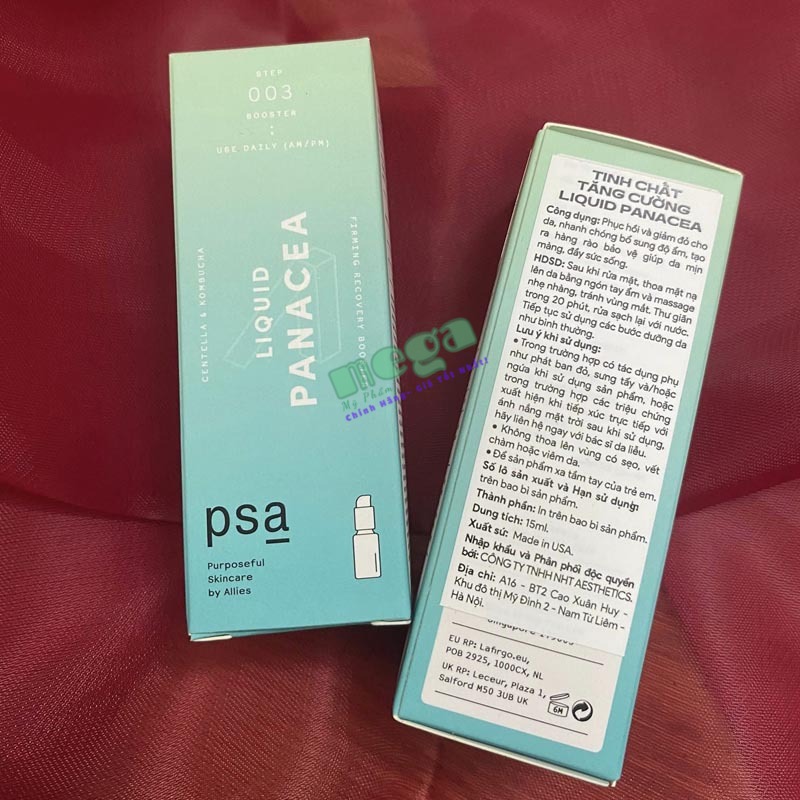 STEP
003
BOOSTER
:
USE DAILY (AM/PM)
CENTELLA & KOMBUCHA
LIQUID
PANACEA
FIRMING RECOVERY
psa
Purposeful
Skincare
by Allies
mega
Mỹ Phẩm
Chính Hãng- Giá Tốt Nhất!
TINH CHẤT
TĂNG CƯỜNG
LIQUID PANACEA
Công dụng: Phục hồi và giảm đỏ cho
da, nhanh chóng bổ sung độ ẩm, tạo
ra hàng rào bảo vệ giúp da mịn
màng, đầy sức sống.
HDSD: Sau khi rửa mặt, thoa mặt nạ
lên da bằng ngón tay ẩm và massage
nhẹ nhàng, tránh vùng mắt. Thư giãn
trong 20 phút, rửa sạch lại với nước.
Tiếp tục sử dụng các bước dưỡng da
như bình thường.
Lưu ý khi sử dụng:
• Trong trường hợp có tác dụng phụ
như phát ban đỏ, sưng tấy và/hoặc
ngứa khi sử dụng sản phẩm, hoặc
trong trường hợp các triệu chứng
xuất hiện khi tiếp xúc trực tiếp với
ánh nắng mặt trời sau khi sử dụng,
hãy liên hệ ngay với bác sĩ da liễu.
• Không thoa lên vùng có sẹo, vết
chàm hoặc viêm da.
• Để sản phẩm xa tầm tay của trẻ em.
Số lô sản xuất và Hạn sử dụng:
trên bao bì sản phẩm.
Thành phần: In trên bao bì sản phẩm.
Dung tích: 15ml.
Xuất sứ: Made in USA.
Nhập khẩu và Phân phối độc quyền
bởi: CÔNG TY TNHH NHT AESTHETICS.
Địa chỉ: A16 - BT2 Cao Xuân Huy -
Khu đô thị Mỹ Đình 2 - Nam Từ Liêm -
Hà Nội.
EU RP: Lafirgo.eu,
POB 2925, 1000CX, NL
UK RP: Leceur, Plaza 1,
Salford M50 3UB UK
6M